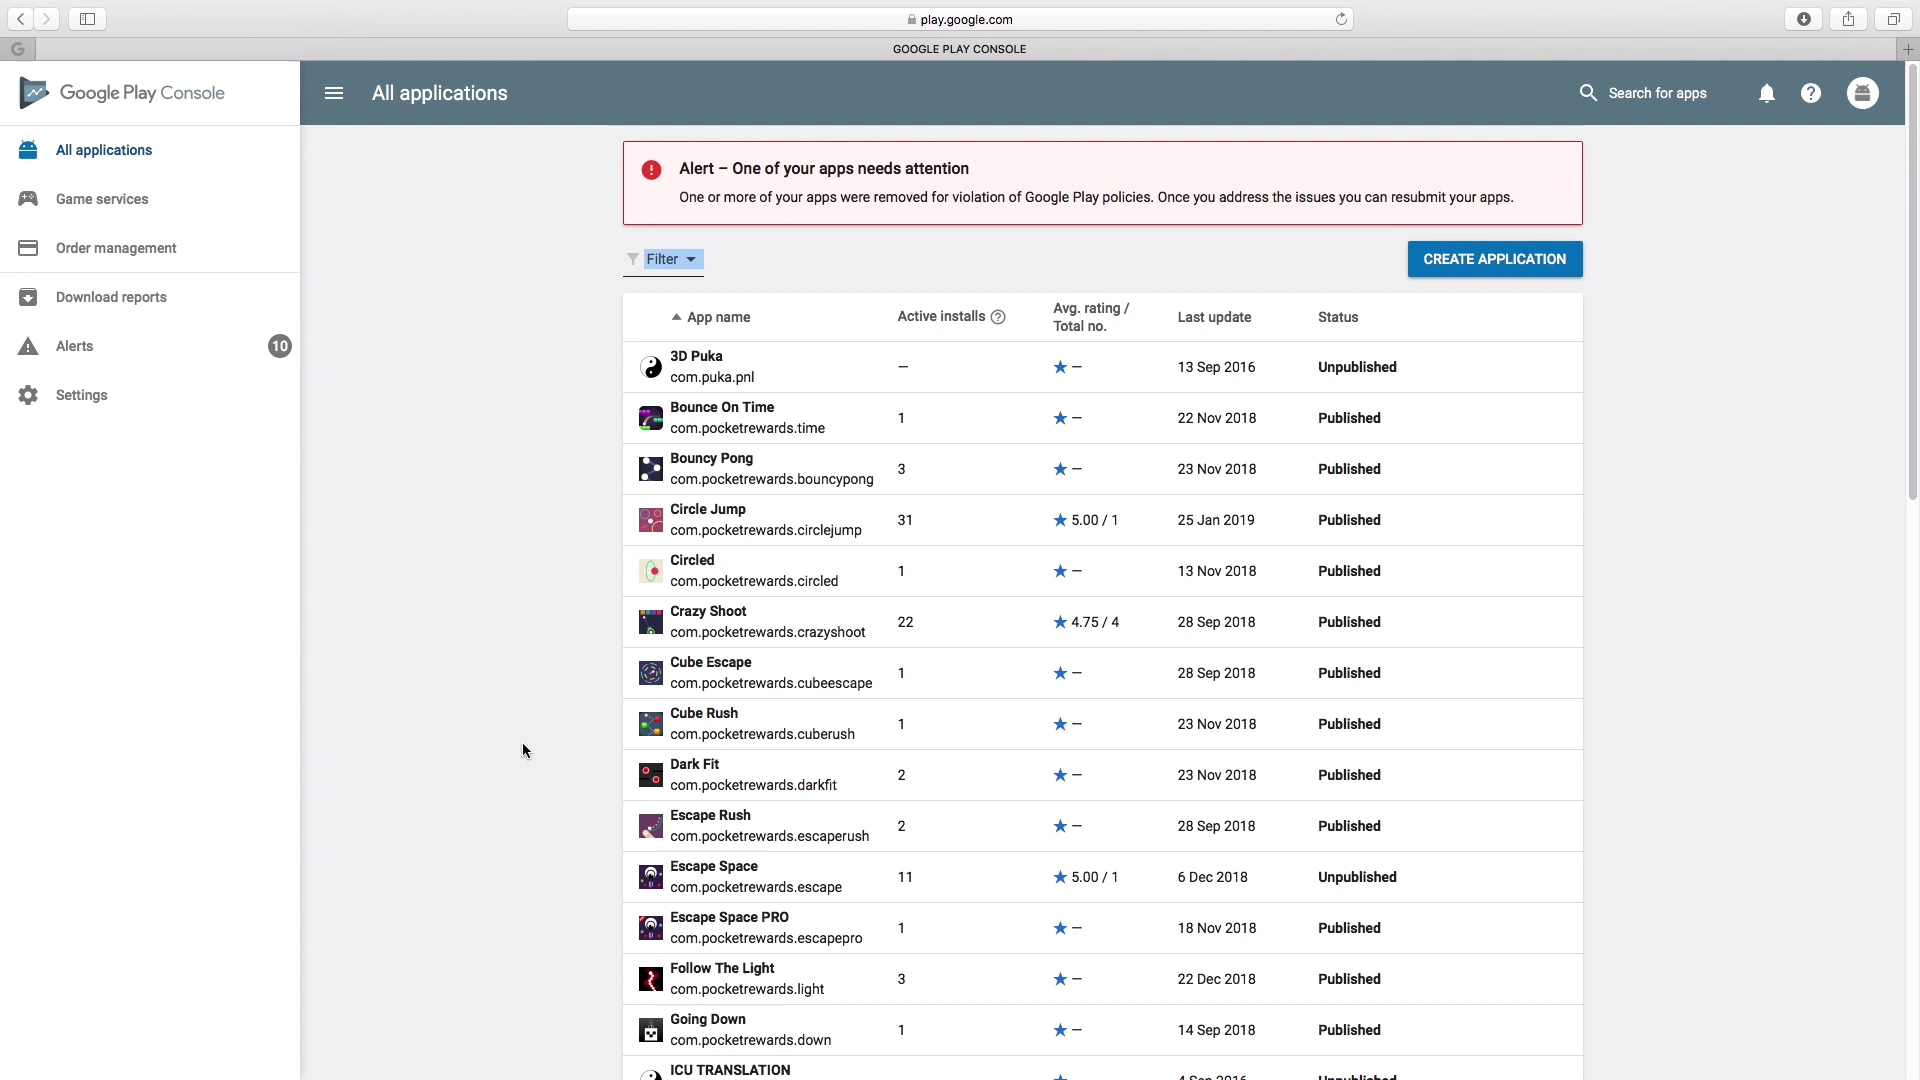 play.google.com
GOOGLE PLAY CONSOLE
Google Play Console
All applications
Search for apps
All applications
Game services
Order management
Download reports
Alerts 10
Settings
Alert – One of your apps needs attention
One or more of your apps were removed for violation of Google Play policies. Once you address the issues you can resubmit your apps.
Filter
CREATE APPLICATION
App name Active installs Avg. rating / Total no. Last update Status
3D Puka
com.puka.pnl
– – 13 Sep 2016 Unpublished
Bounce On Time
com.pocketrewards.time
1 – 22 Nov 2018 Published
Bouncy Pong
com.pocketrewards.bouncypong
3 – 23 Nov 2018 Published
Circle Jump
com.pocketrewards.circlejump
31 5.00 / 1 25 Jan 2019 Published
Circled
com.pocketrewards.circled
1 – 13 Nov 2018 Published
Crazy Shoot
com.pocketrewards.crazyshoot
22 4.75 / 4 28 Sep 2018 Published
Cube Escape
com.pocketrewards.cubeescape
1 – 28 Sep 2018 Published
Cube Rush
com.pocketrewards.cuberush
1 – 23 Nov 2018 Published
Dark Fit
com.pocketrewards.darkfit
2 – 23 Nov 2018 Published
Escape Rush
com.pocketrewards.escaperush
2 – 28 Sep 2018 Published
Escape Space
com.pocketrewards.escape
11 5.00 / 1 6 Dec 2018 Unpublished
Escape Space PRO
com.pocketrewards.escapepro
1 – 18 Nov 2018 Published
Follow The Light
com.pocketrewards.light
3 – 22 Dec 2018 Published
Going Down
com.pocketrewards.down
1 – 14 Sep 2018 Published
ICU TRANSLATION